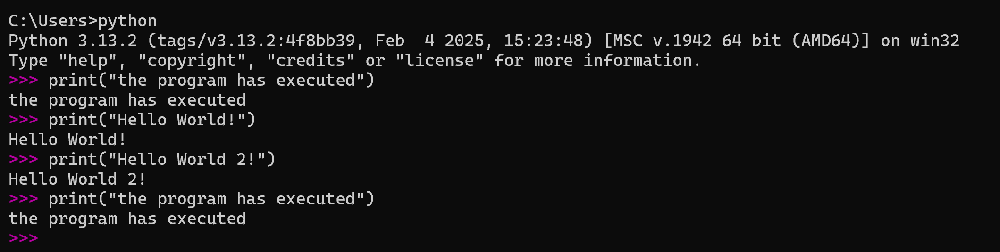 C:\Users>python
Python 3.13.2 (tags/v3.13.2:4f8bb39, Feb  4 2025, 15:23:48) [MSC v.1942 64 bit (AMD64)] on win32
Type "help", "copyright", "credits" or "license" for more information.
>>> print("the program has executed")
the program has executed
>>> print("Hello World!")
Hello World!
>>> print("Hello World 2!")
Hello World 2!
>>> print("the program has executed")
the program has executed
>>>